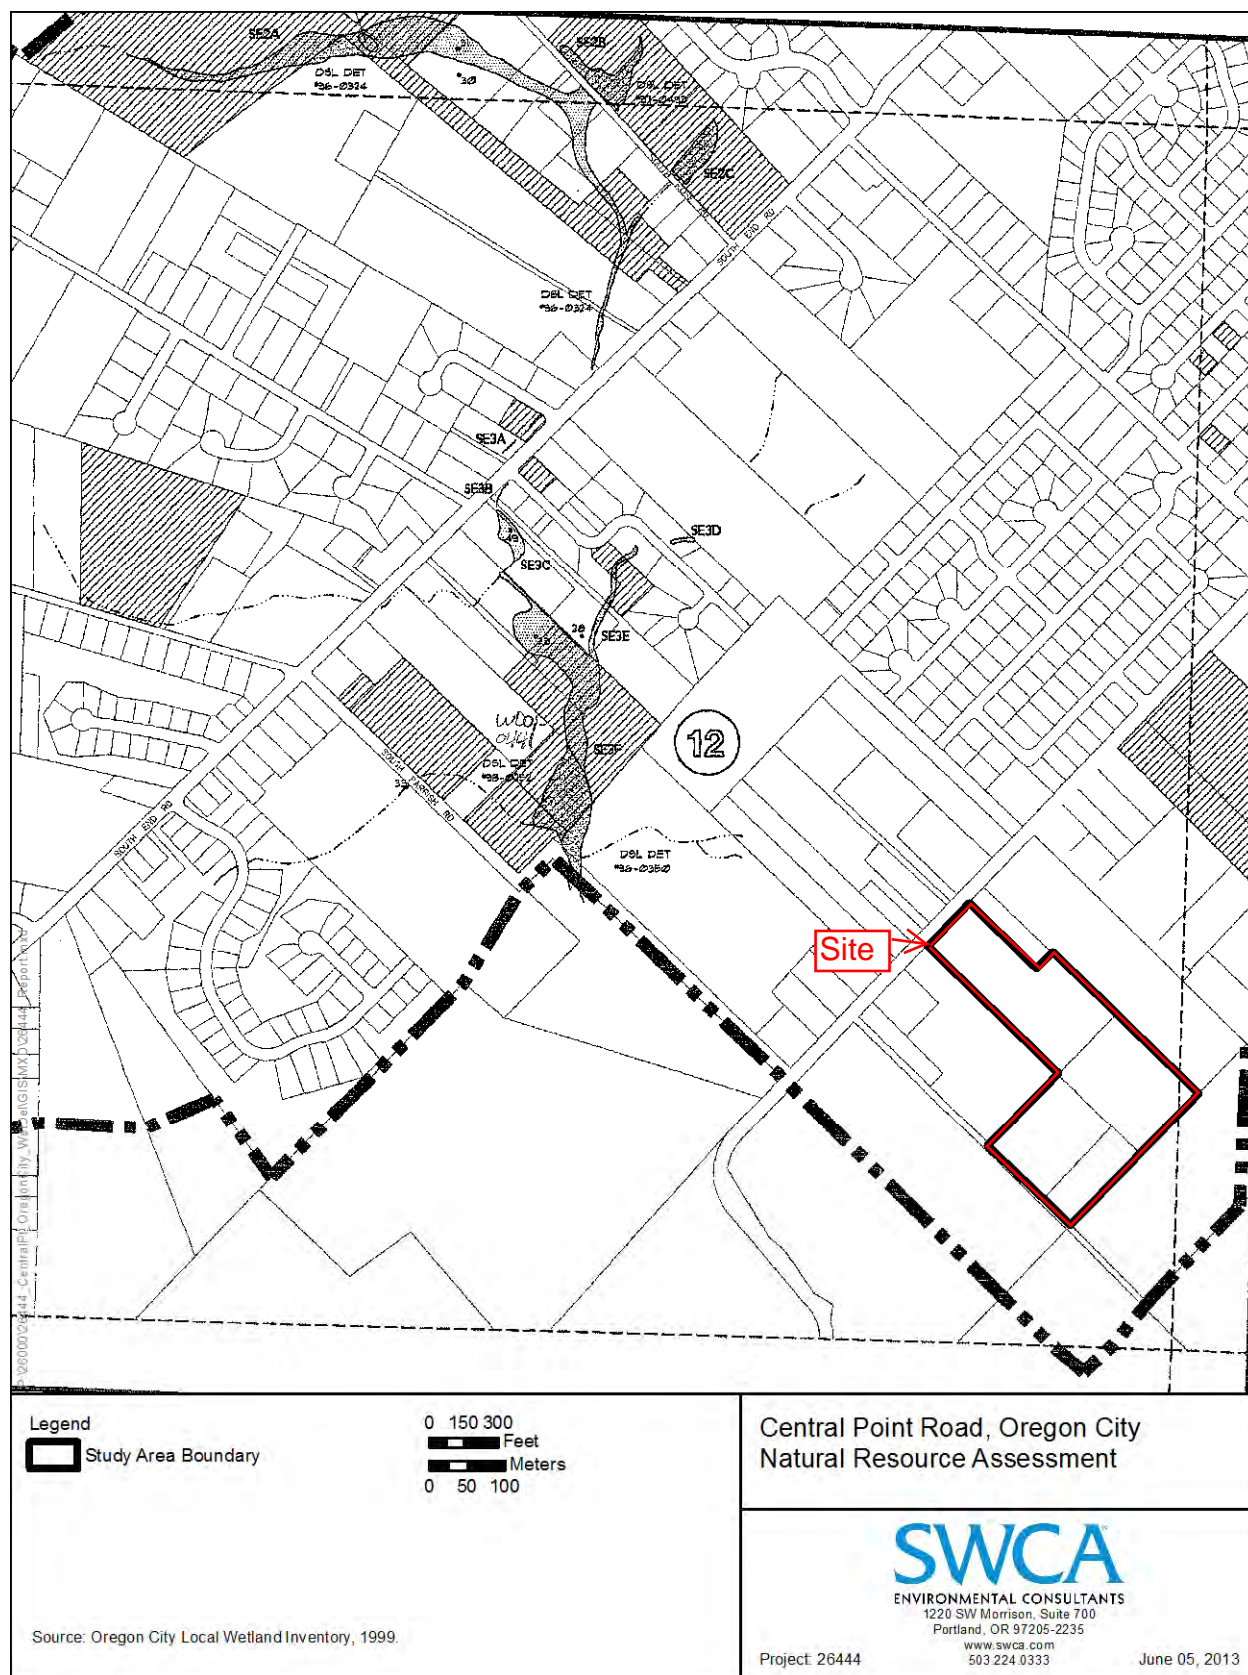 SE2A
SE2B
DSL DET
*96-0324
*30
DSL DET
SE2C
SOUTH END RD
DSL DET
*96-0324
SE3A
SE3B
SE3D
SE3C
28
SE3E
12
SE3F
DSL DET
SOUTH PARRISH RD
SOUTH END RD
DSL DET
*96-0350
Site
Legend
Study Area Boundary
0 150 300
Feet
Meters
0 50 100
Source: Oregon City Local Wetland Inventory, 1999.
Central Point Road, Oregon City
Natural Resource Assessment
SWCA
ENVIRONMENTAL CONSULTANTS
1220 SW Morrison, Suite 700
Portland, OR 97205-2235
www.swca.com
503.224.0333
Project: 26444
June 05, 2013